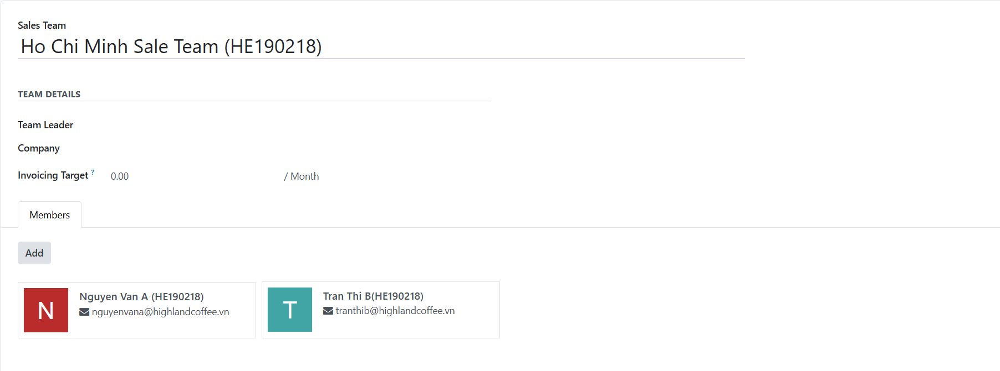 Sales Team
Ho Chi Minh Sale Team (HE190218)
TEAM DETAILS
Team Leader
Company
Invoicing Target ? 0.00 / Month
Members
Add
N
Nguyen Van A (HE190218)
nguyenvana@highlandcoffee.vn
T
Tran Thi B(HE190218)
tranthib@highlandcoffee.vn